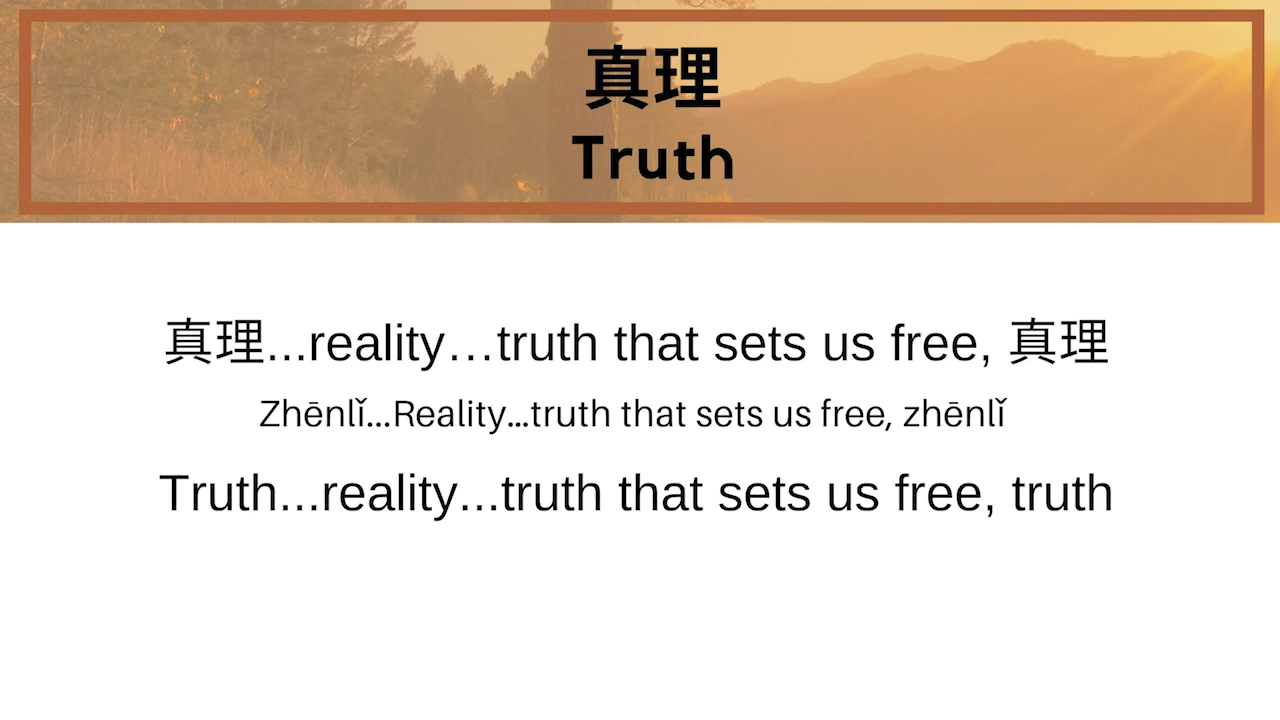 真理
Truth
真理...reality…truth that sets us free, 真理
Zhēnlǐ...Reality...truth that sets us free, zhēnlǐ
Truth...reality...truth that sets us free, truth